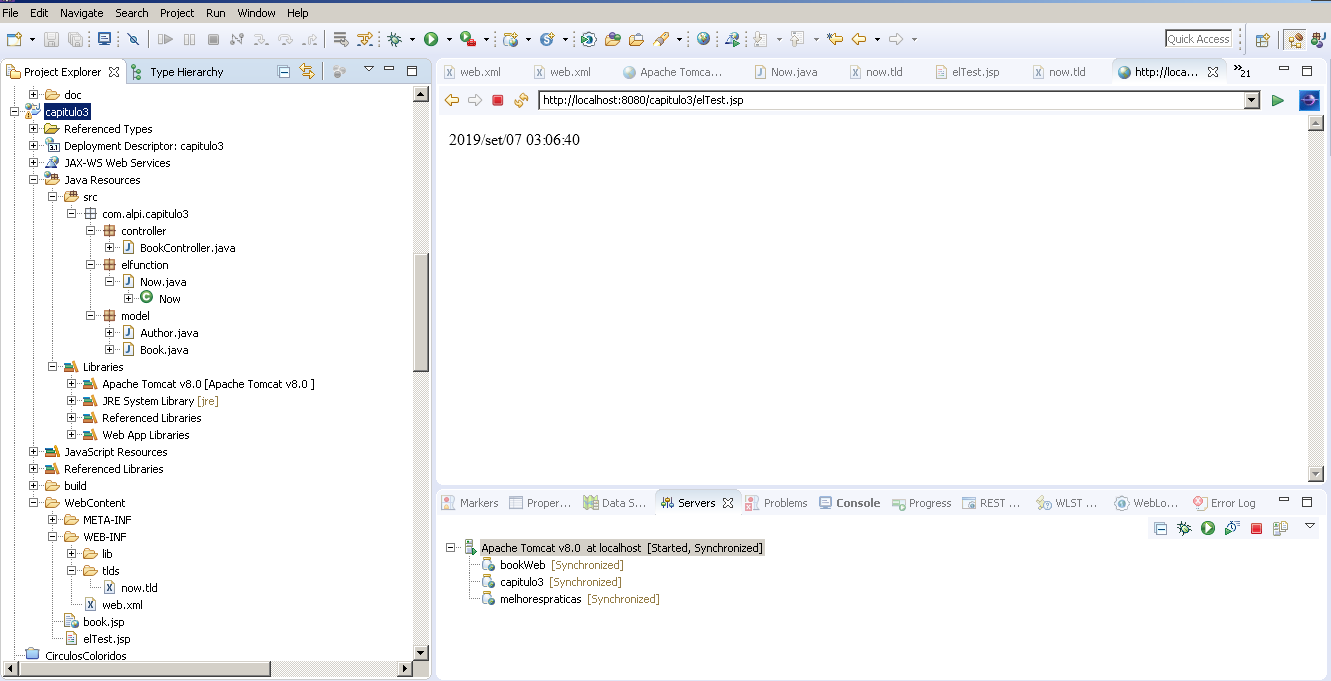 File Edit Navigate Search Project Run Window Help
Quick Access
Project Explorer Type Hierarchy
doc
capitulo3
Referenced Types
Deployment Descriptor: capitulo3
JAX-WS Web Services
Java Resources
src
com.alpi.capitulo3
controller
BookController.java
elfunction
Now.java
Now
model
Author.java
Book.java
Libraries
Apache Tomcat v8.0 [Apache Tomcat v8.0 ]
JRE System Library [jre]
Referenced Libraries
Web App Libraries
JavaScript Resources
Referenced Libraries
build
WebContent
META-INF
WEB-INF
lib
tlds
now.tld
web.xml
book.jsp
elTest.jsp
CirculosColoridos
web.xml web.xml Apache Tomca... Now.java now.tld elTest.jsp now.tld http://loca... »21
http://localhost:8080/capitulo3/elTest.jsp
2019/set/07 03:06:40
Markers Proper... Data S... Servers Problems Console Progress REST ... WLST ... WebLo... Error Log
Apache Tomcat v8.0 at localhost [Started, Synchronized]
bookWeb [Synchronized]
capitulo3 [Synchronized]
melhorespraticas [Synchronized]